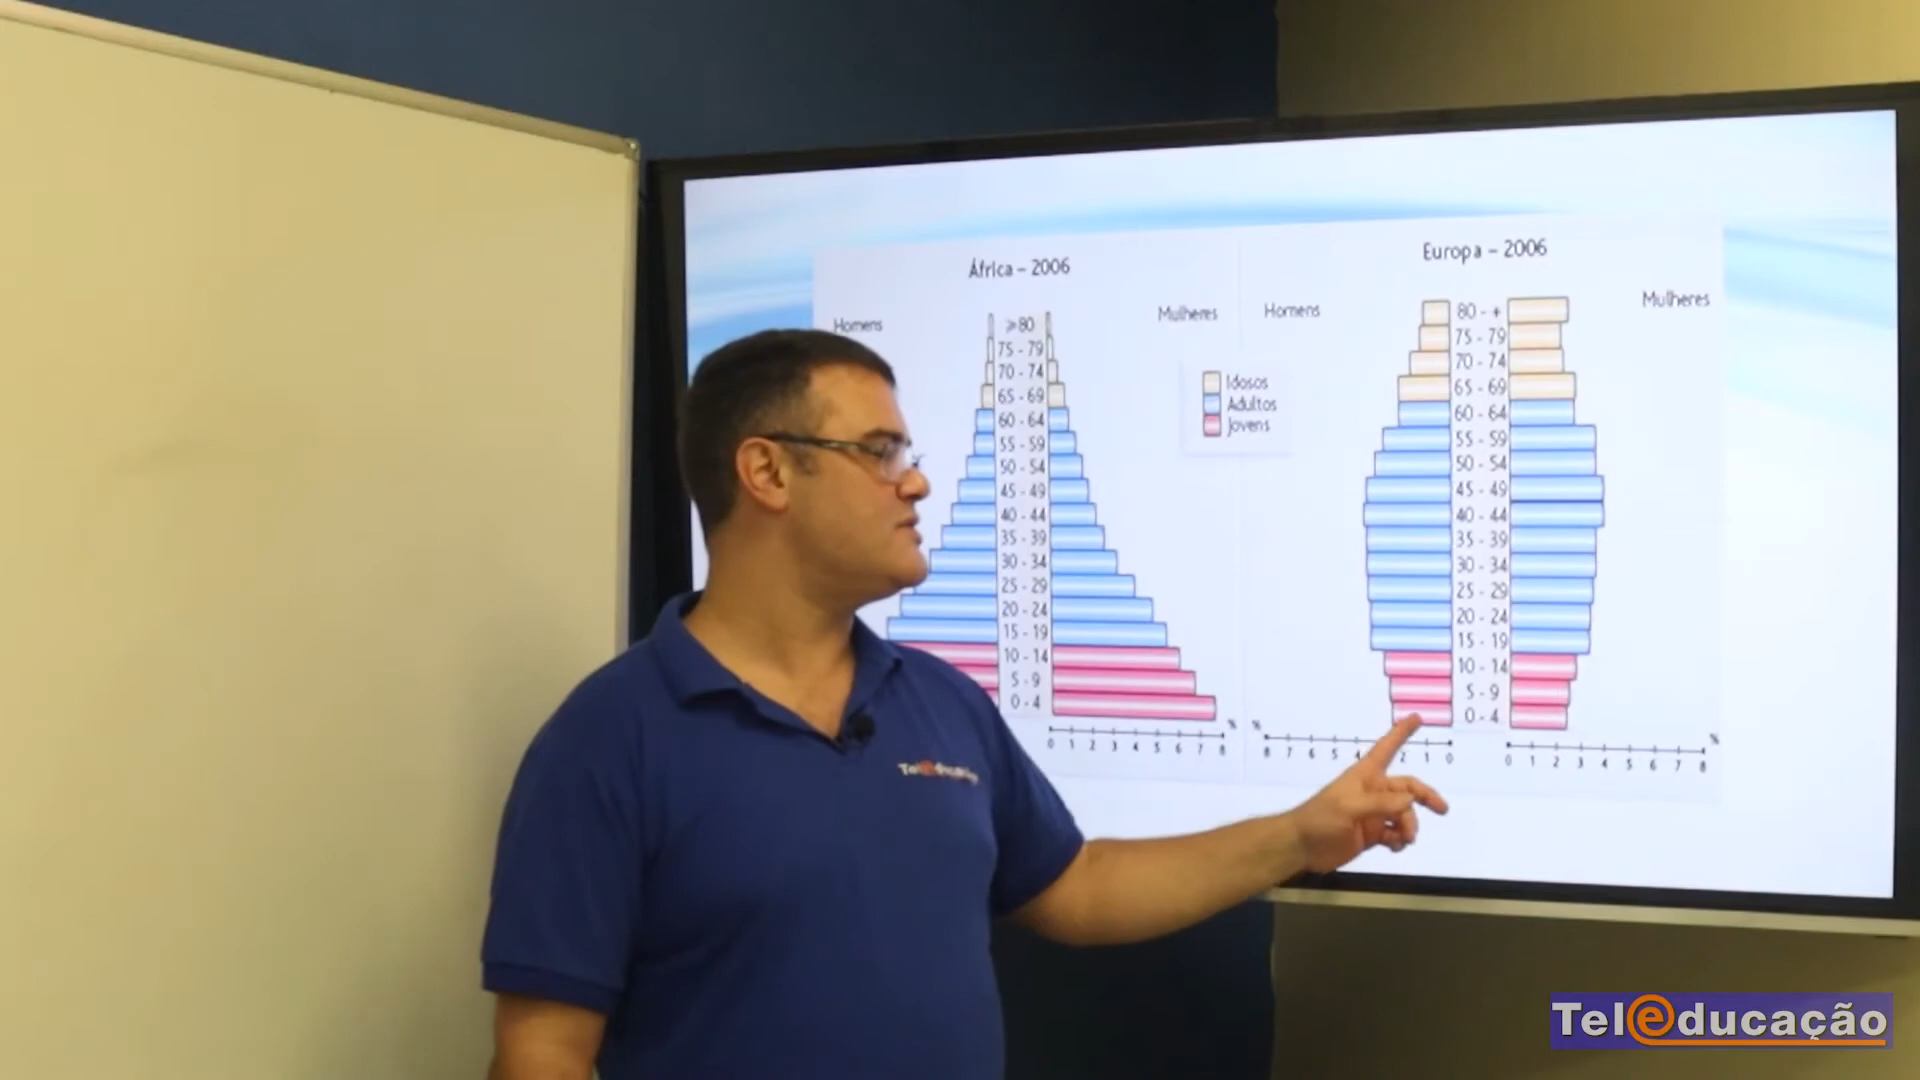 África – 2006
Homens
Mulheres
≥80
75 - 79
70 - 74
65 - 69
60 - 64
55 - 59
50 - 54
45 - 49
40 - 44
35 - 39
30 - 34
25 - 29
20 - 24
15 - 19
10 - 14
5 - 9
0 - 4
%
0 1 2 3 4 5 6 7 8
Idosos
Adultos
Jovens
Europa – 2006
Homens
Mulheres
80 - +
75 - 79
70 - 74
65 - 69
60 - 64
55 - 59
50 - 54
45 - 49
40 - 44
35 - 39
30 - 34
25 - 29
20 - 24
15 - 19
10 - 14
5 - 9
0 - 4
%
8 7 6 5 4 2 1 0
0 1 2 3 4 5 6 7 8
%
Teleducação
Teleducação